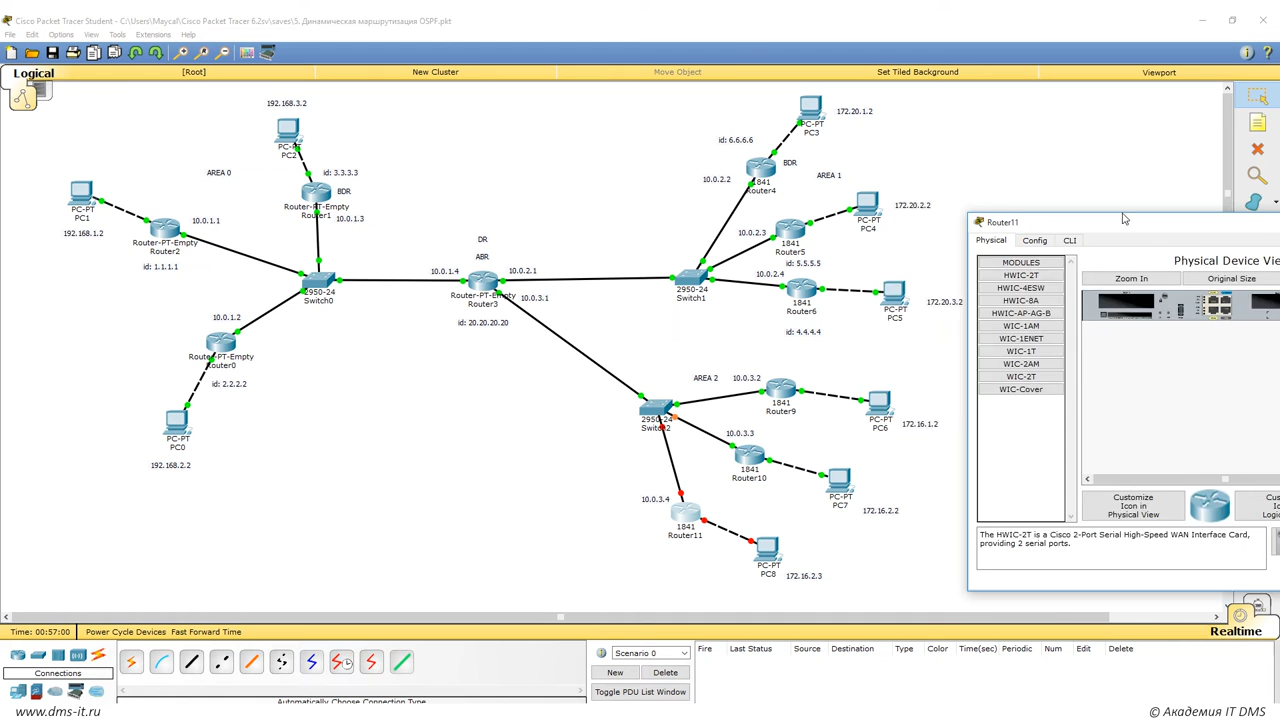 Cisco Packet Tracer Student - C:\Users\Maycal\Cisco Packet Tracer 6.2sv\saves\5. Динамическая маршрутизация OSPF.pkt
File Edit Options View Tools Extensions Help
Logical
[Root]
New Cluster
Move Object
Set Tiled Background
Viewport
192.168.3.2
PC-PT
PC2
AREA 0
id: 3.3.3.3
BDR
Router-PT-Empty
Router1
10.0.1.3
PC-PT
PC1
192.168.1.2
10.0.1.1
Router-PT-Empty
Router2
id: 1.1.1.1
2950-24
Switch0
10.0.1.2
Router-PT-Empty
Router0
id: 2.2.2.2
PC-PT
PC0
192.168.2.2
DR
ABR
10.0.1.4
10.0.2.1
Router-PT-Empty
Router3
10.0.3.1
id: 20.20.20.20
PC-PT
PC3
172.20.1.2
id: 6.6.6.6
BDR
1841
Router4
10.0.2.2
AREA 1
PC-PT
PC4
172.20.2.2
10.0.2.3
1841
Router5
id: 5.5.5.5
2950-24
Switch1
10.0.2.4
1841
Router6
id: 4.4.4.4
PC-PT
PC5
172.20.3.2
AREA 2
10.0.3.2
1841
Router9
PC-PT
PC6
172.16.1.2
2950-24
10.0.3.3
1841
Router10
PC-PT
PC7
172.16.2.2
10.0.3.4
1841
Router11
PC-PT
PC8
172.16.2.3
Router11
Physical Config CLI
MODULES
HWIC-2T
HWIC-4ESW
HWIC-8A
HWIC-AP-AG-B
WIC-1AM
WIC-1ENET
WIC-1T
WIC-2AM
WIC-2T
WIC-Cover
Physical Device
Zoom In
Original Size
Customize
Icon in
Physical View
The HWIC-2T is a Cisco 2-Port Serial High-Speed WAN Interface Card,
providing 2 serial ports.
Time: 00:57:00 Power Cycle Devices Fast Forward Time
Realtime
Connections
Automatically Choose Connection Type
Scenario 0
New Delete
Toggle PDU List Window
Fire Last Status Source Destination Type Color Time(sec) Periodic Num Edit Delete
www.dms-it.ru
© Академия IT DMS